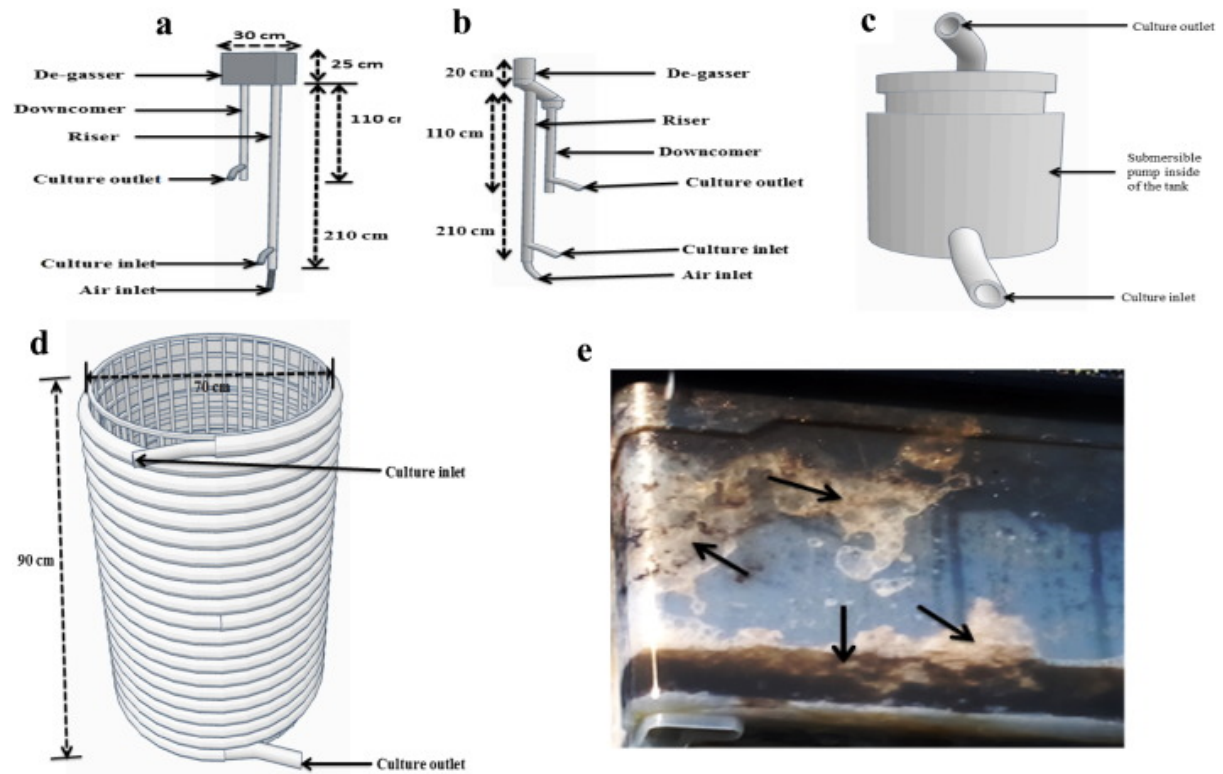 a
30 cm
25 cm
De-gasser
Downcomer
110 c
Riser
Culture outlet
210 cm
Culture inlet
Air inlet
b
20 cm
De-gasser
110 cm
Riser
Downcomer
Culture outlet
210 cm
Culture inlet
Air inlet
c
Culture outlet
Submersible
pump inside
of the tank
Culture inlet
d
70 cm
Culture inlet
90 cm
Culture outlet
e